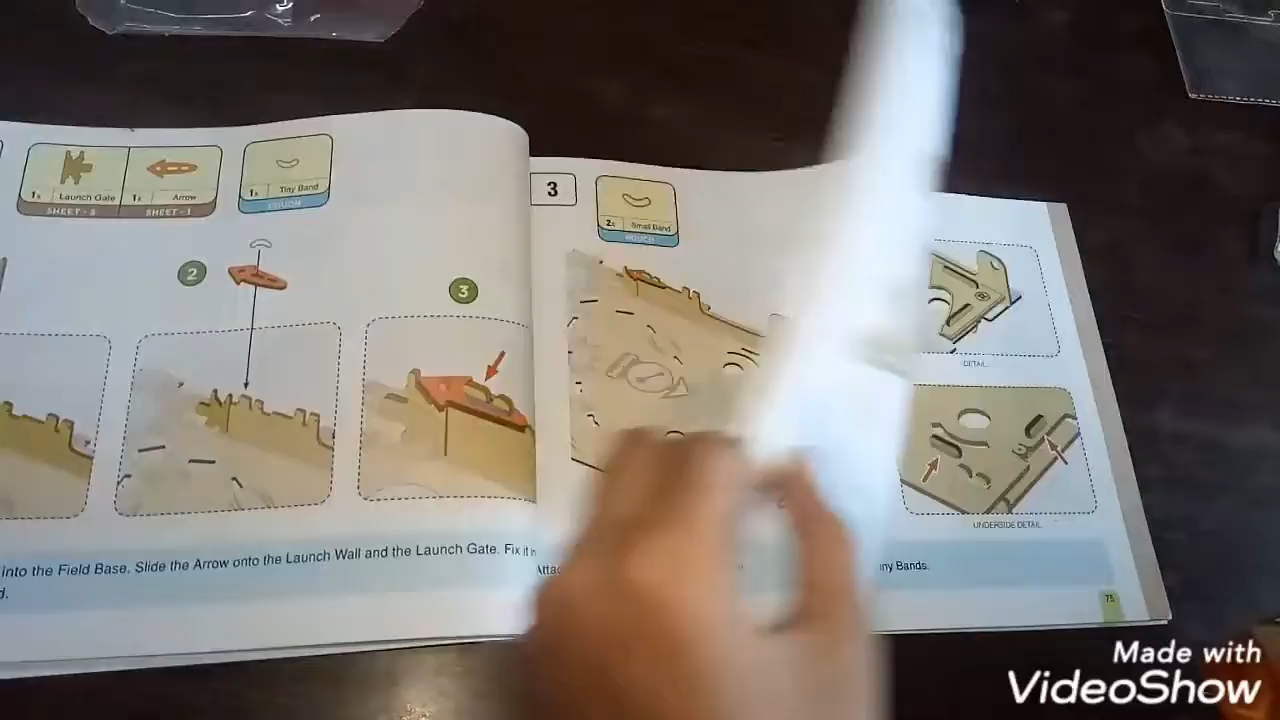 1x Launch Gate 1x Arrow
SHEET - 5 SHEET - 1
1x Tiny Band
POUCH
2
3
into the Field Base. Slide the Arrow onto the Launch Wall and the Launch Gate. Fix it
d.
3
2x Small Band
POUCH
DETAIL
UNDERSIDE DETAIL
Bands.
75
Made with
VideoShow